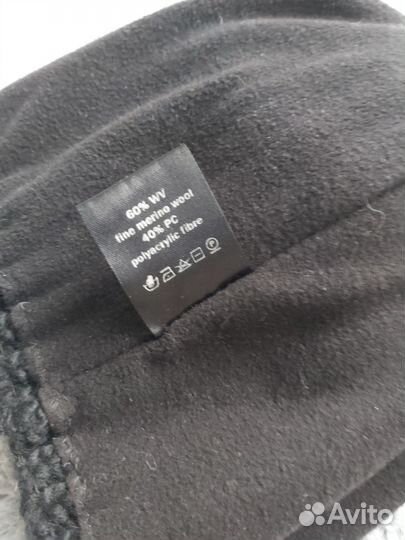 60% WV
fine merino wool
40% PC
polyacrylic fibre
P
Avito